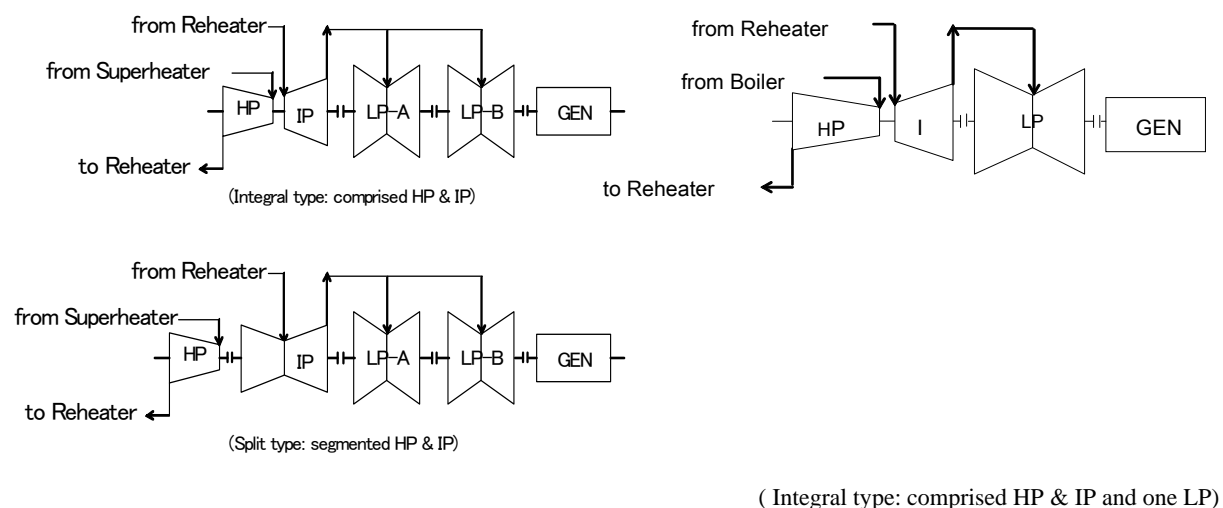 from Reheater
from Superheater
HP
IP
LP-A
LP-B
GEN
to Reheater
(Integral type: comprised HP & IP)
from Reheater
from Boiler
HP
I
LP
GEN
to Reheater
from Reheater
from Superheater
HP
IP
LP-A
LP-B
GEN
to Reheater
(Split type: segmented HP & IP)
( Integral type: comprised HP & IP and one LP)